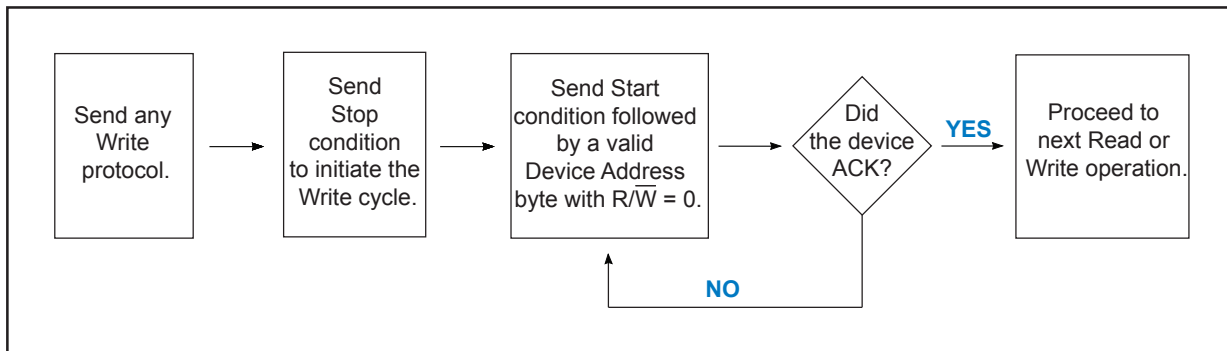 Send any
Write
protocol.
Send
Stop
condition
to initiate the
Write cycle.
Send Start
condition followed
by a valid
Device Address
byte with R/W̅ = 0.
Did
the device
ACK?
YES
NO
Proceed to
next Read or
Write operation.